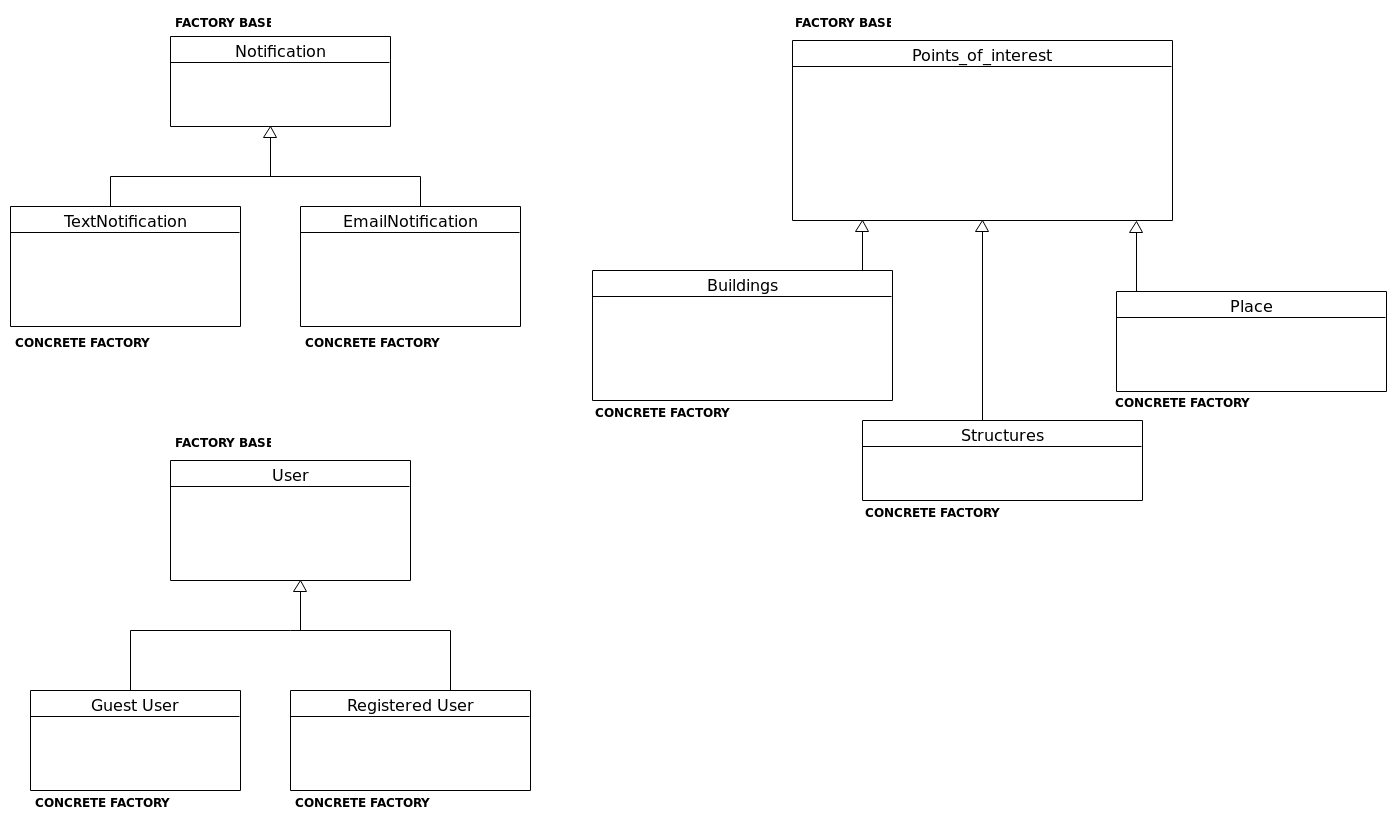 FACTORY BASE
Notification
TextNotification
EmailNotification
CONCRETE FACTORY
CONCRETE FACTORY
FACTORY BASE
Points_of_interest
Buildings
Place
CONCRETE FACTORY
CONCRETE FACTORY
Structures
CONCRETE FACTORY
FACTORY BASE
User
Guest User
Registered User
CONCRETE FACTORY
CONCRETE FACTORY